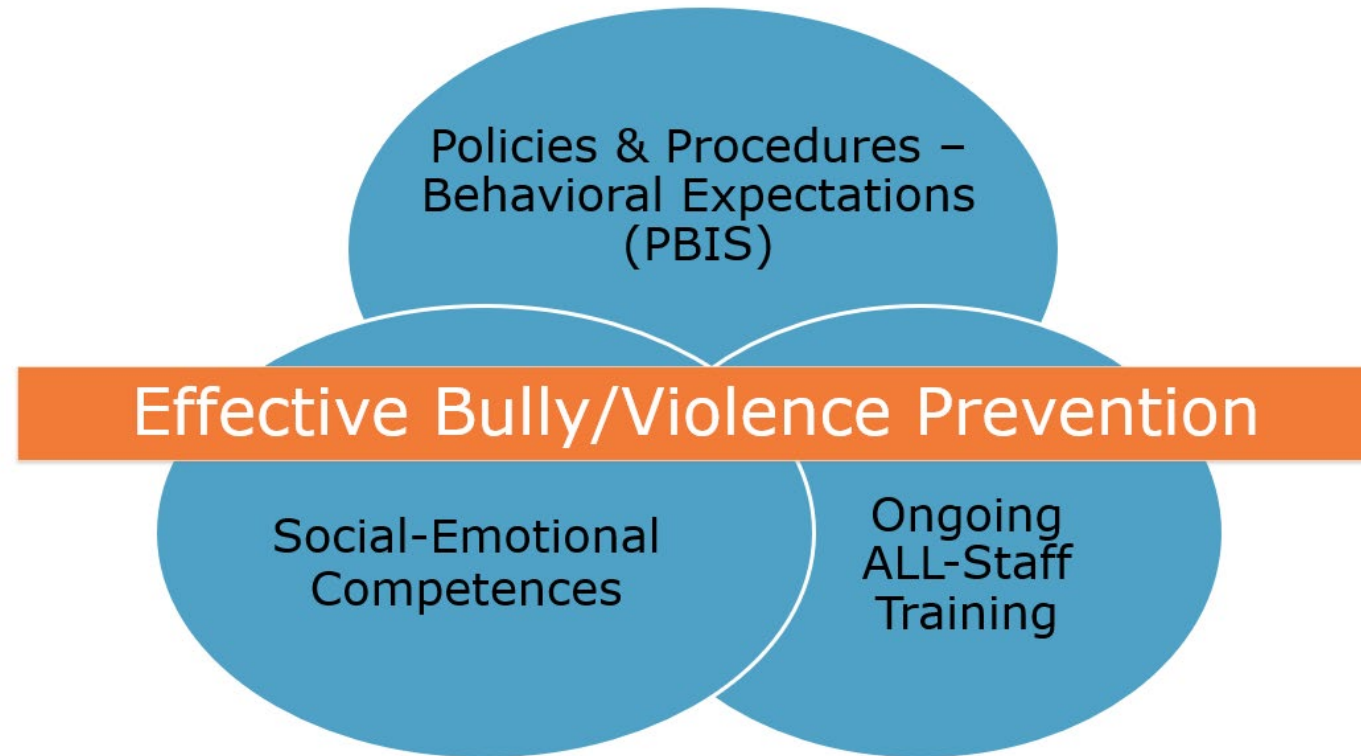 Policies & Procedures –
Behavioral Expectations
(PBIS)
Effective Bully/Violence Prevention
Social-Emotional
Competences
Ongoing
ALL-Staff
Training